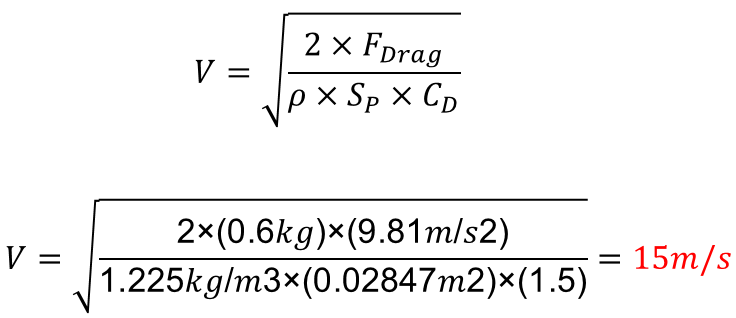 V = √(2 × F_Drag / ρ × S_P × C_D)
V = √(2×(0.6kg)×(9.81m/s2) / 1.225kg/m3×(0.02847m2)×(1.5)) = 15m/s